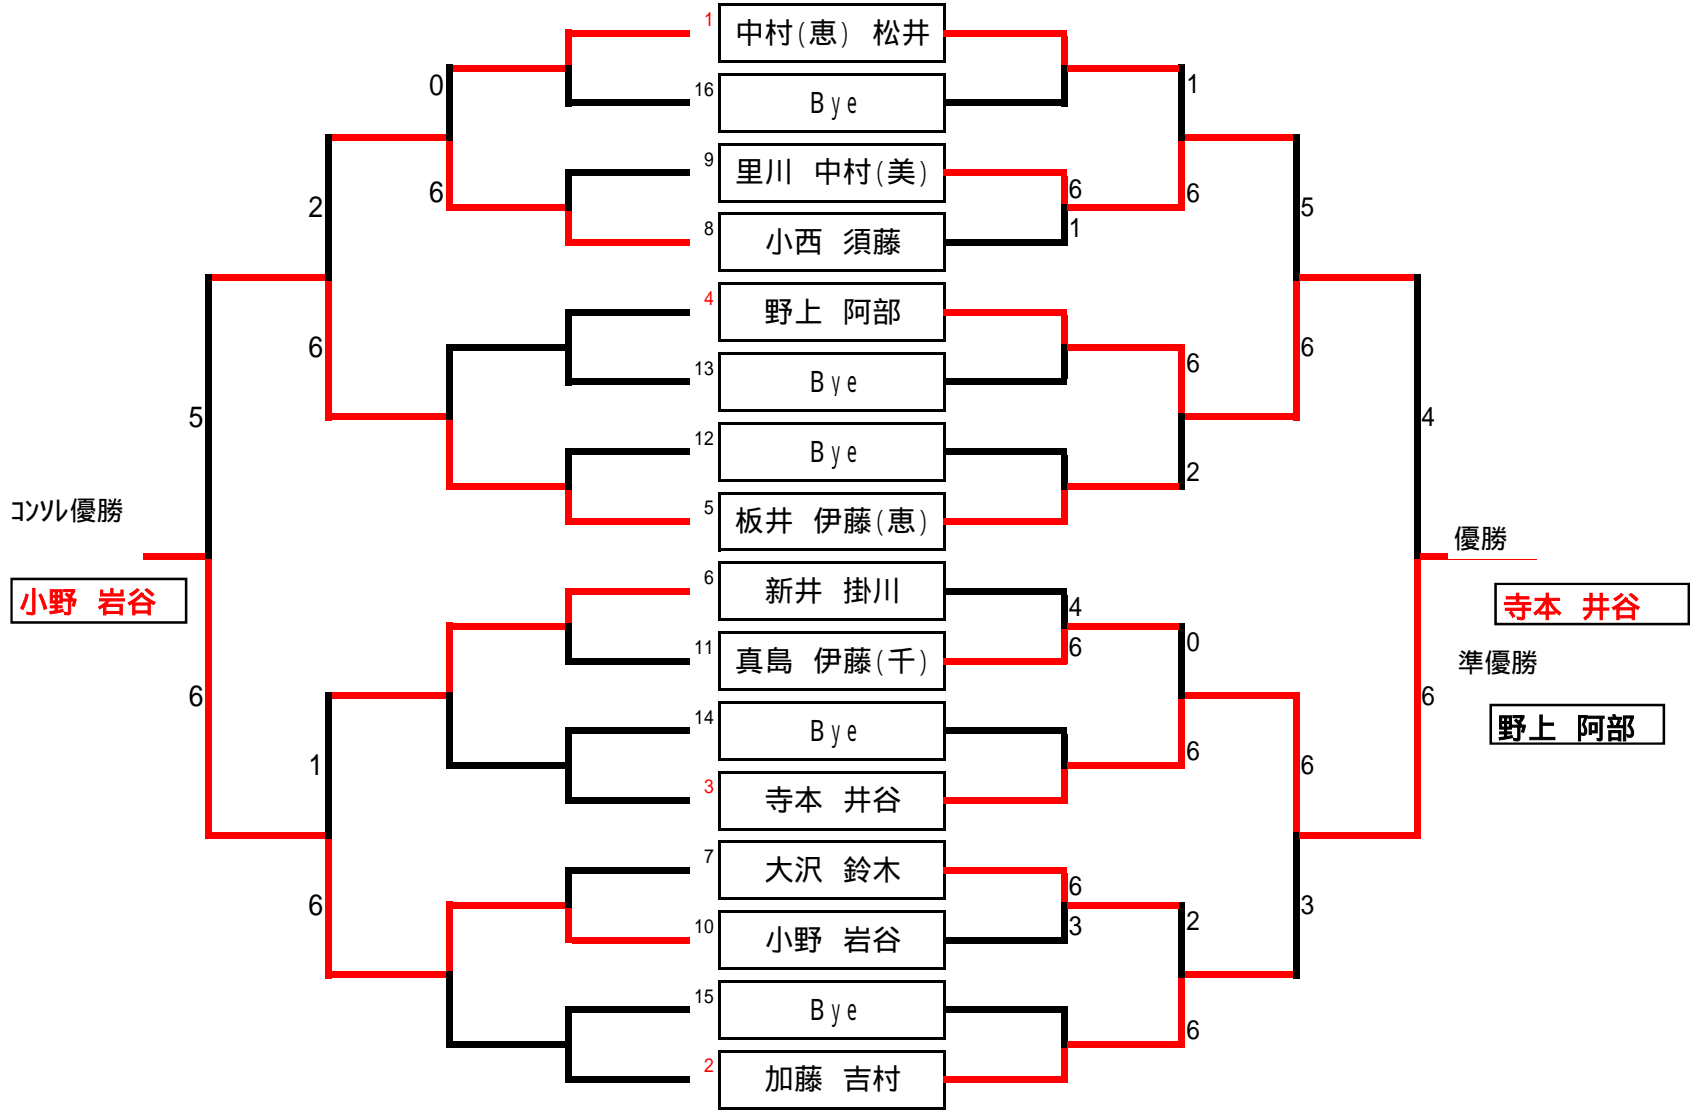 1 中村(恵) 松井
16 Bye
9 里川 中村(美)
8 小西 須藤
4 野上 阿部
13 Bye
12 Bye
5 板井 伊藤(恵)
6 新井 掛川
11 真島 伊藤(千)
14 Bye
3 寺本 井谷
7 大沢 鈴木
10 小野 岩谷
15 Bye
2 加藤 吉村
0
6
2
6
5
6
1
6
コンソレ優勝
小野 岩谷
6
1
4
6
6
3
1
6
6
2
0
6
2
6
5
6
6
3
4
6
優勝
寺本 井谷
準優勝
野上 阿部